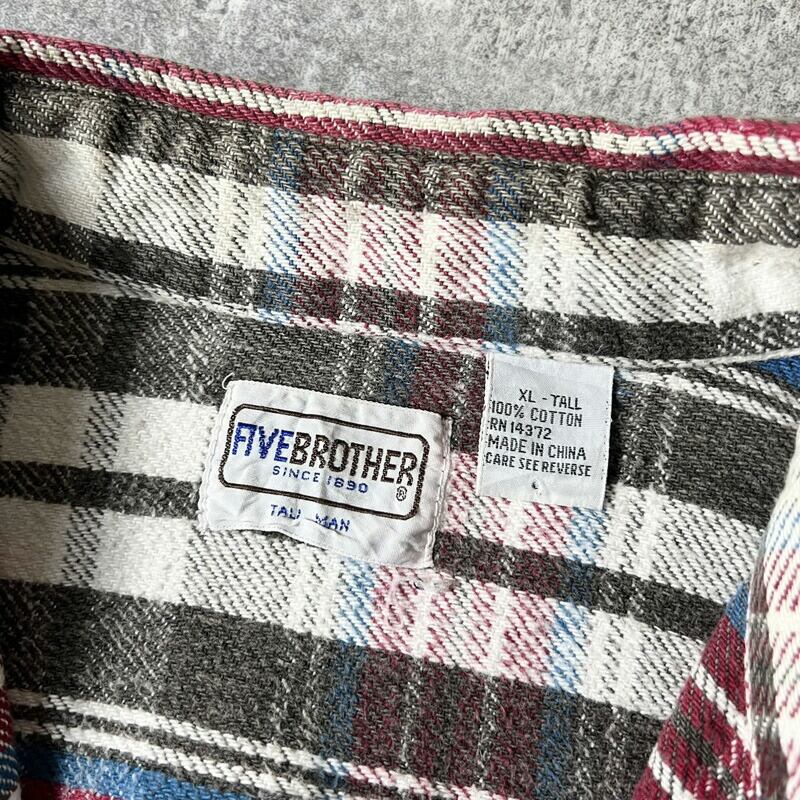 FIVEBROTHER
SINCE 1890
®
TALL MAN
XL - TALL
100% COTTON
RN 14372
MADE IN CHINA
CARE SEE REVERSE